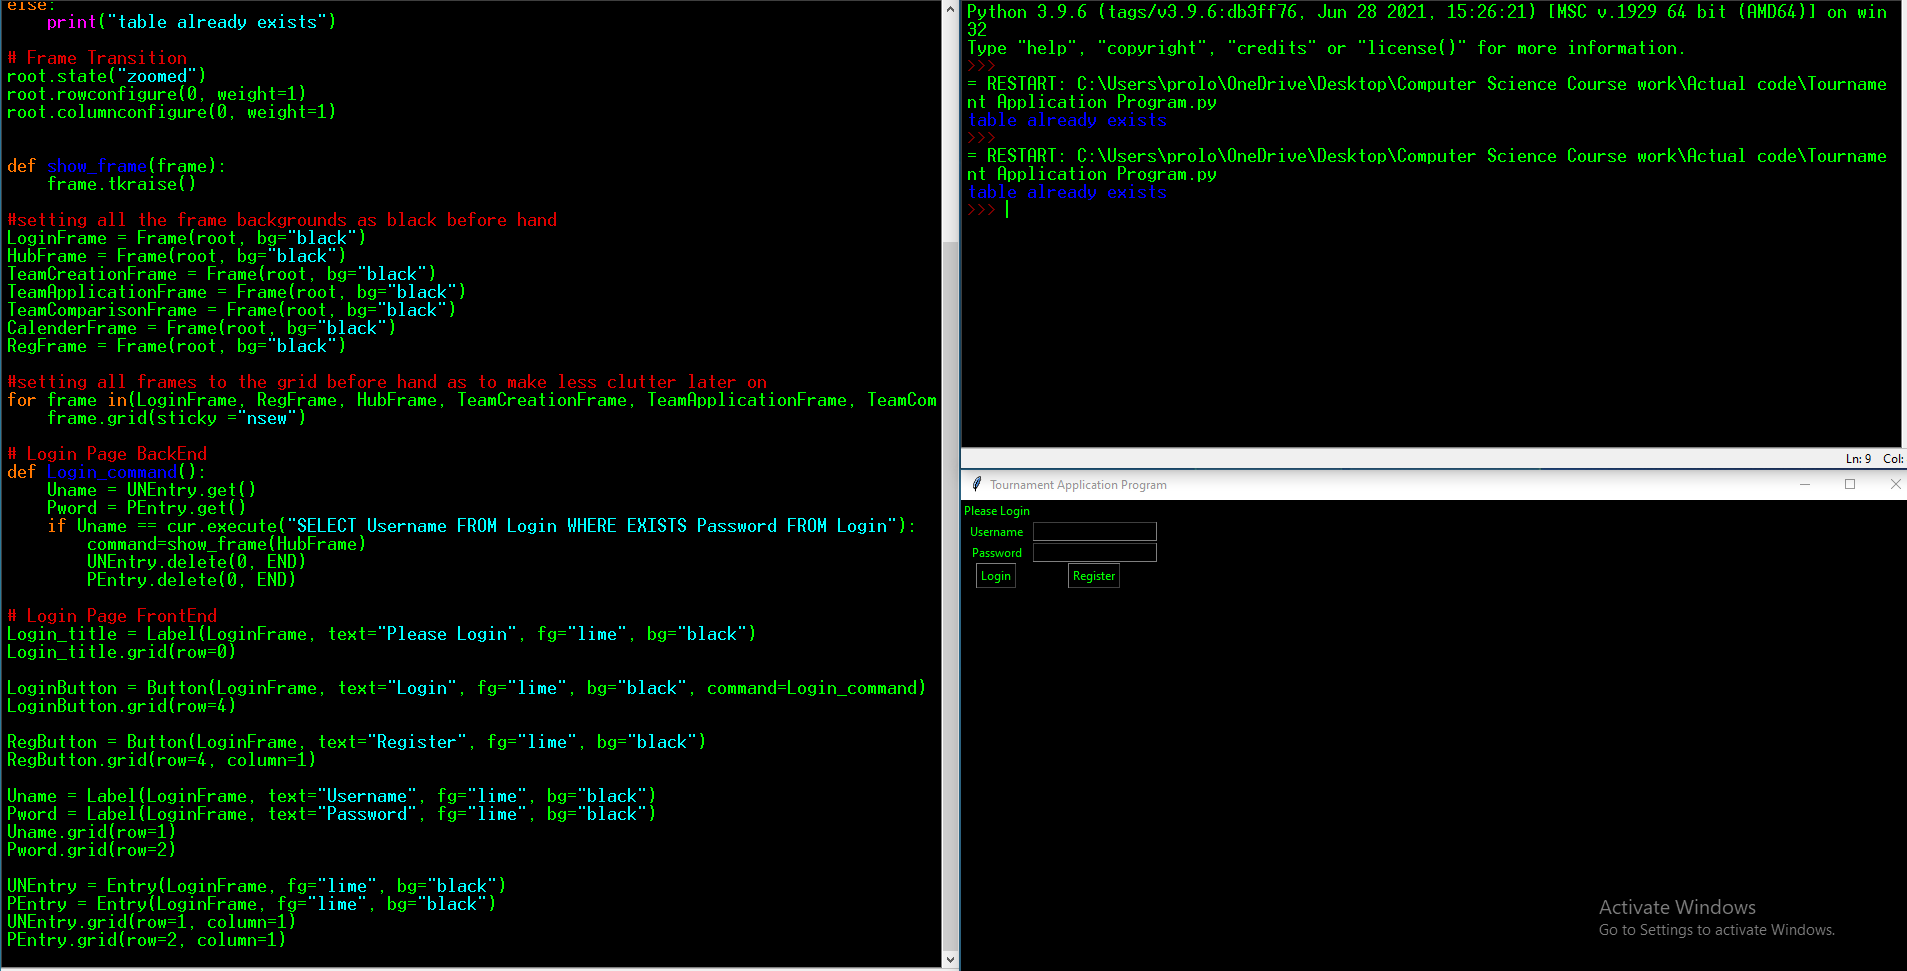 else:
    print("table already exists")
# Frame Transition
root.state("zoomed")
root.rowconfigure(0, weight=1)
root.columnconfigure(0, weight=1)
def show_frame(frame):
    frame.tkraise()
#setting all the frame backgrounds as black before hand
LoginFrame = Frame(root, bg="black")
HubFrame = Frame(root, bg="black")
TeamCreationFrame = Frame(root, bg="black")
TeamApplicationFrame = Frame(root, bg="black")
TeamComparisonFrame = Frame(root, bg="black")
CalenderFrame = Frame(root, bg="black")
RegFrame = Frame(root, bg="black")
#setting all frames to the grid before hand as to make less clutter later on
for frame in(LoginFrame, RegFrame, HubFrame, TeamCreationFrame, TeamApplicationFrame, TeamCom
    frame.grid(sticky ="nsew")
# Login Page BackEnd
def Login_command():
    Uname = UNEntry.get()
    Pword = PEntry.get()
    if Uname == cur.execute("SELECT Username FROM Login WHERE EXISTS Password FROM Login"):
        command=show_frame(HubFrame)
        UNEntry.delete(0, END)
        PEntry.delete(0, END)
# Login Page FrontEnd
Login_title = Label(LoginFrame, text="Please Login", fg="lime", bg="black")
Login_title.grid(row=0)
LoginButton = Button(LoginFrame, text="Login", fg="lime", bg="black", command=Login_command)
LoginButton.grid(row=4)
RegButton = Button(LoginFrame, text="Register", fg="lime", bg="black")
RegButton.grid(row=4, column=1)
Uname = Label(LoginFrame, text="Username", fg="lime", bg="black")
Pword = Label(LoginFrame, text="Password", fg="lime", bg="black")
Uname.grid(row=1)
Pword.grid(row=2)
UNEntry = Entry(LoginFrame, fg="lime", bg="black")
PEntry = Entry(LoginFrame, fg="lime", bg="black")
UNEntry.grid(row=1, column=1)
PEntry.grid(row=2, column=1)
Python 3.9.6 (tags/v3.9.6:db3ff76, Jun 28 2021, 15:26:21) [MSC v.1929 64 bit (AMD64)] on win
32
Type "help", "copyright", "credits" or "license()" for more information.
>>>
= RESTART: C:\Users\prolo\OneDrive\Desktop\Computer Science Course work\Actual code\Tourname
nt Application Program.py
table already exists
>>>
= RESTART: C:\Users\prolo\OneDrive\Desktop\Computer Science Course work\Actual code\Tourname
nt Application Program.py
table already exists
>>>
Ln: 9 Col:
Tournament Application Program
Please Login
Username
Password
Login Register
Activate Windows
Go to Settings to activate Windows.